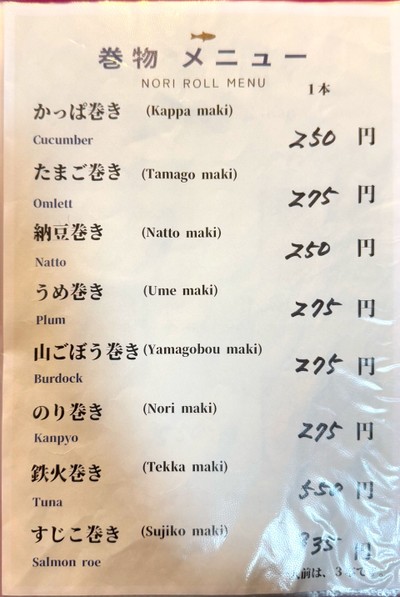 巻物 メニュー
NORI ROLL MENU
1本
かっぱ巻き (Kappa maki)
Cucumber 250 円
たまご巻き (Tamago maki)
Omlett 275 円
納豆巻き (Natto maki)
Natto 250 円
うめ巻き (Ume maki)
Plum 275 円
山ごぼう巻き (Yamagobou maki)
Burdock 275 円
のり巻き (Nori maki)
Kanpyo 275 円
鉄火巻き (Tekka maki)
Tuna 550 円
すじこ巻き (Sujiko maki)
Salmon roe 円